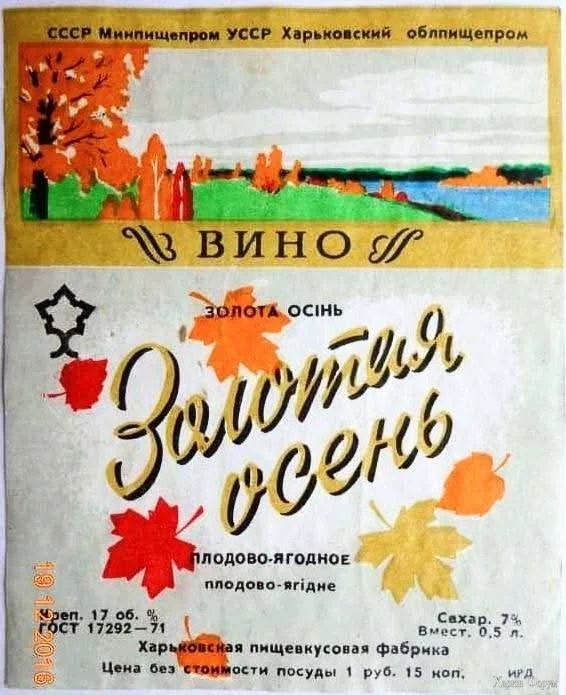 СССР Минпищепром УССР Харьковский облпищепром
ВИНО
ЗОЛОТА ОСІНЬ
Золотая
осень
ПЛОДОВО-ЯГОДНОЕ
плодово-ягідне
Креп. 17 об. % Сахар. 7%
ГОСТ 17292—71 Вмест. 0,5 л.
Харьковская пищевкусовая фабрика
Цена без стоимости посуды 1 руб. 15 коп.
19 12 2016